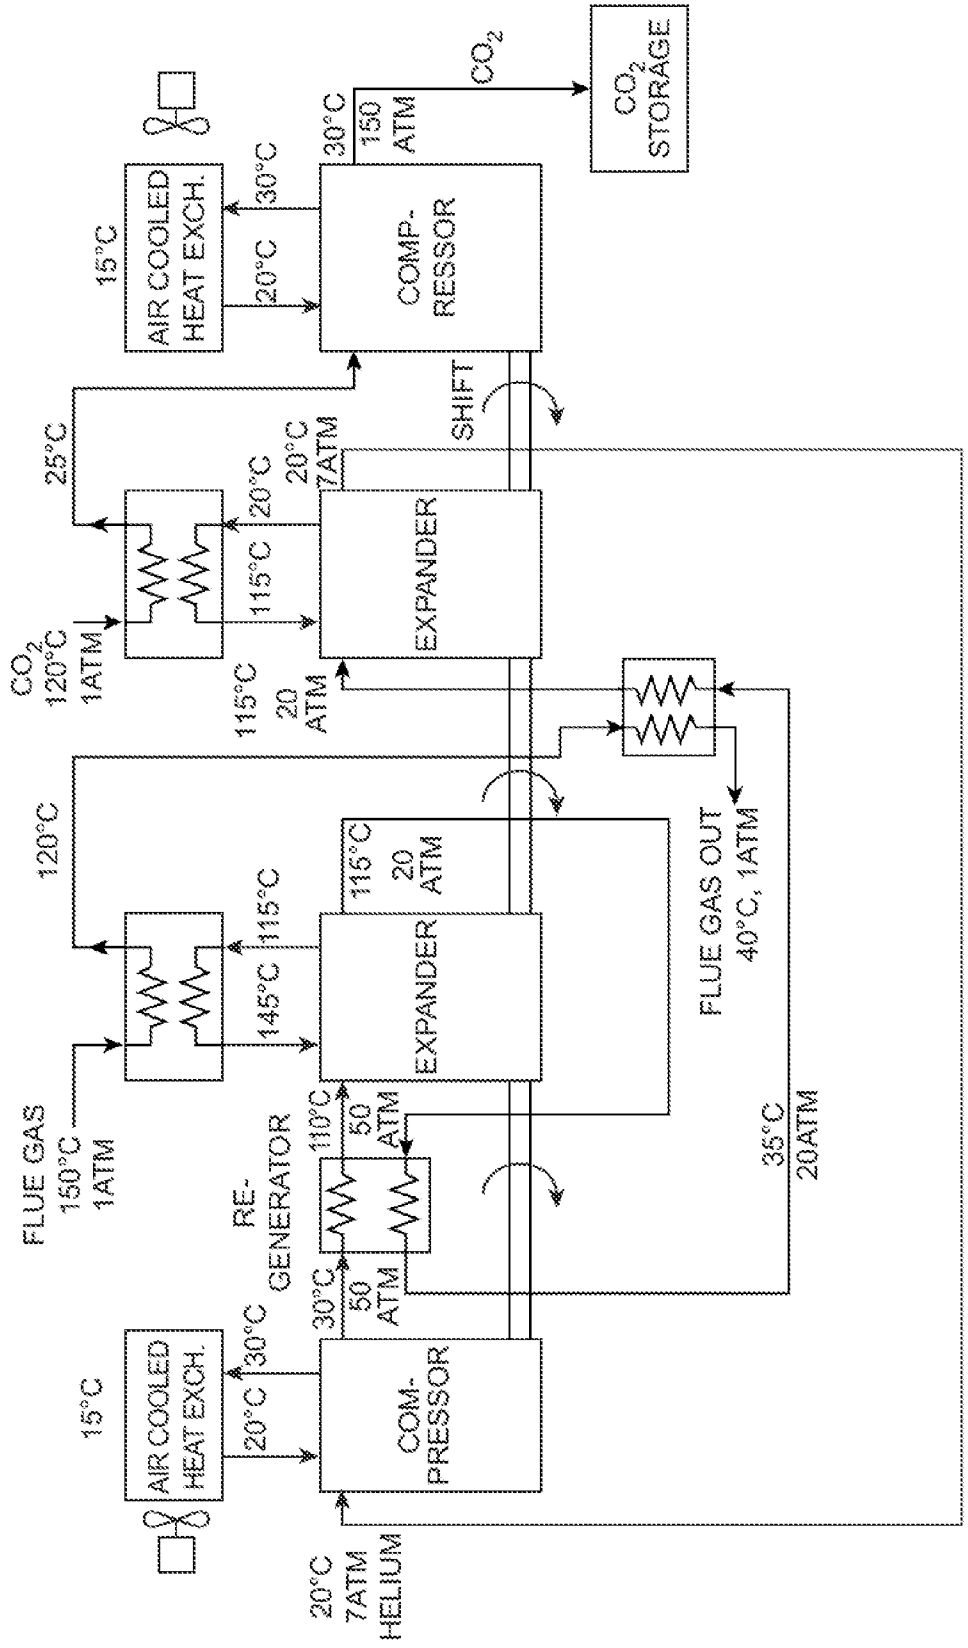 15°C
AIR COOLED
HEAT EXCH.
20°C
30°C
20°C
7ATM
HELIUM
COM-
PRESSOR
30°C
50
ATM
RE-
GENERATOR
110°C
50
ATM
FLUE GAS
150°C
1ATM
145°C
115°C
120°C
EXPANDER
115°C
20
ATM
35°C
20ATM
FLUE GAS OUT
40°C, 1ATM
CO2
120°C
1ATM
115°C
20
ATM
115°C
20°C
25°C
EXPANDER
20°C
7ATM
SHIFT
15°C
AIR COOLED
HEAT EXCH.
20°C
30°C
COMP-
RESSOR
30°C
150
ATM
CO2
CO2
STORAGE